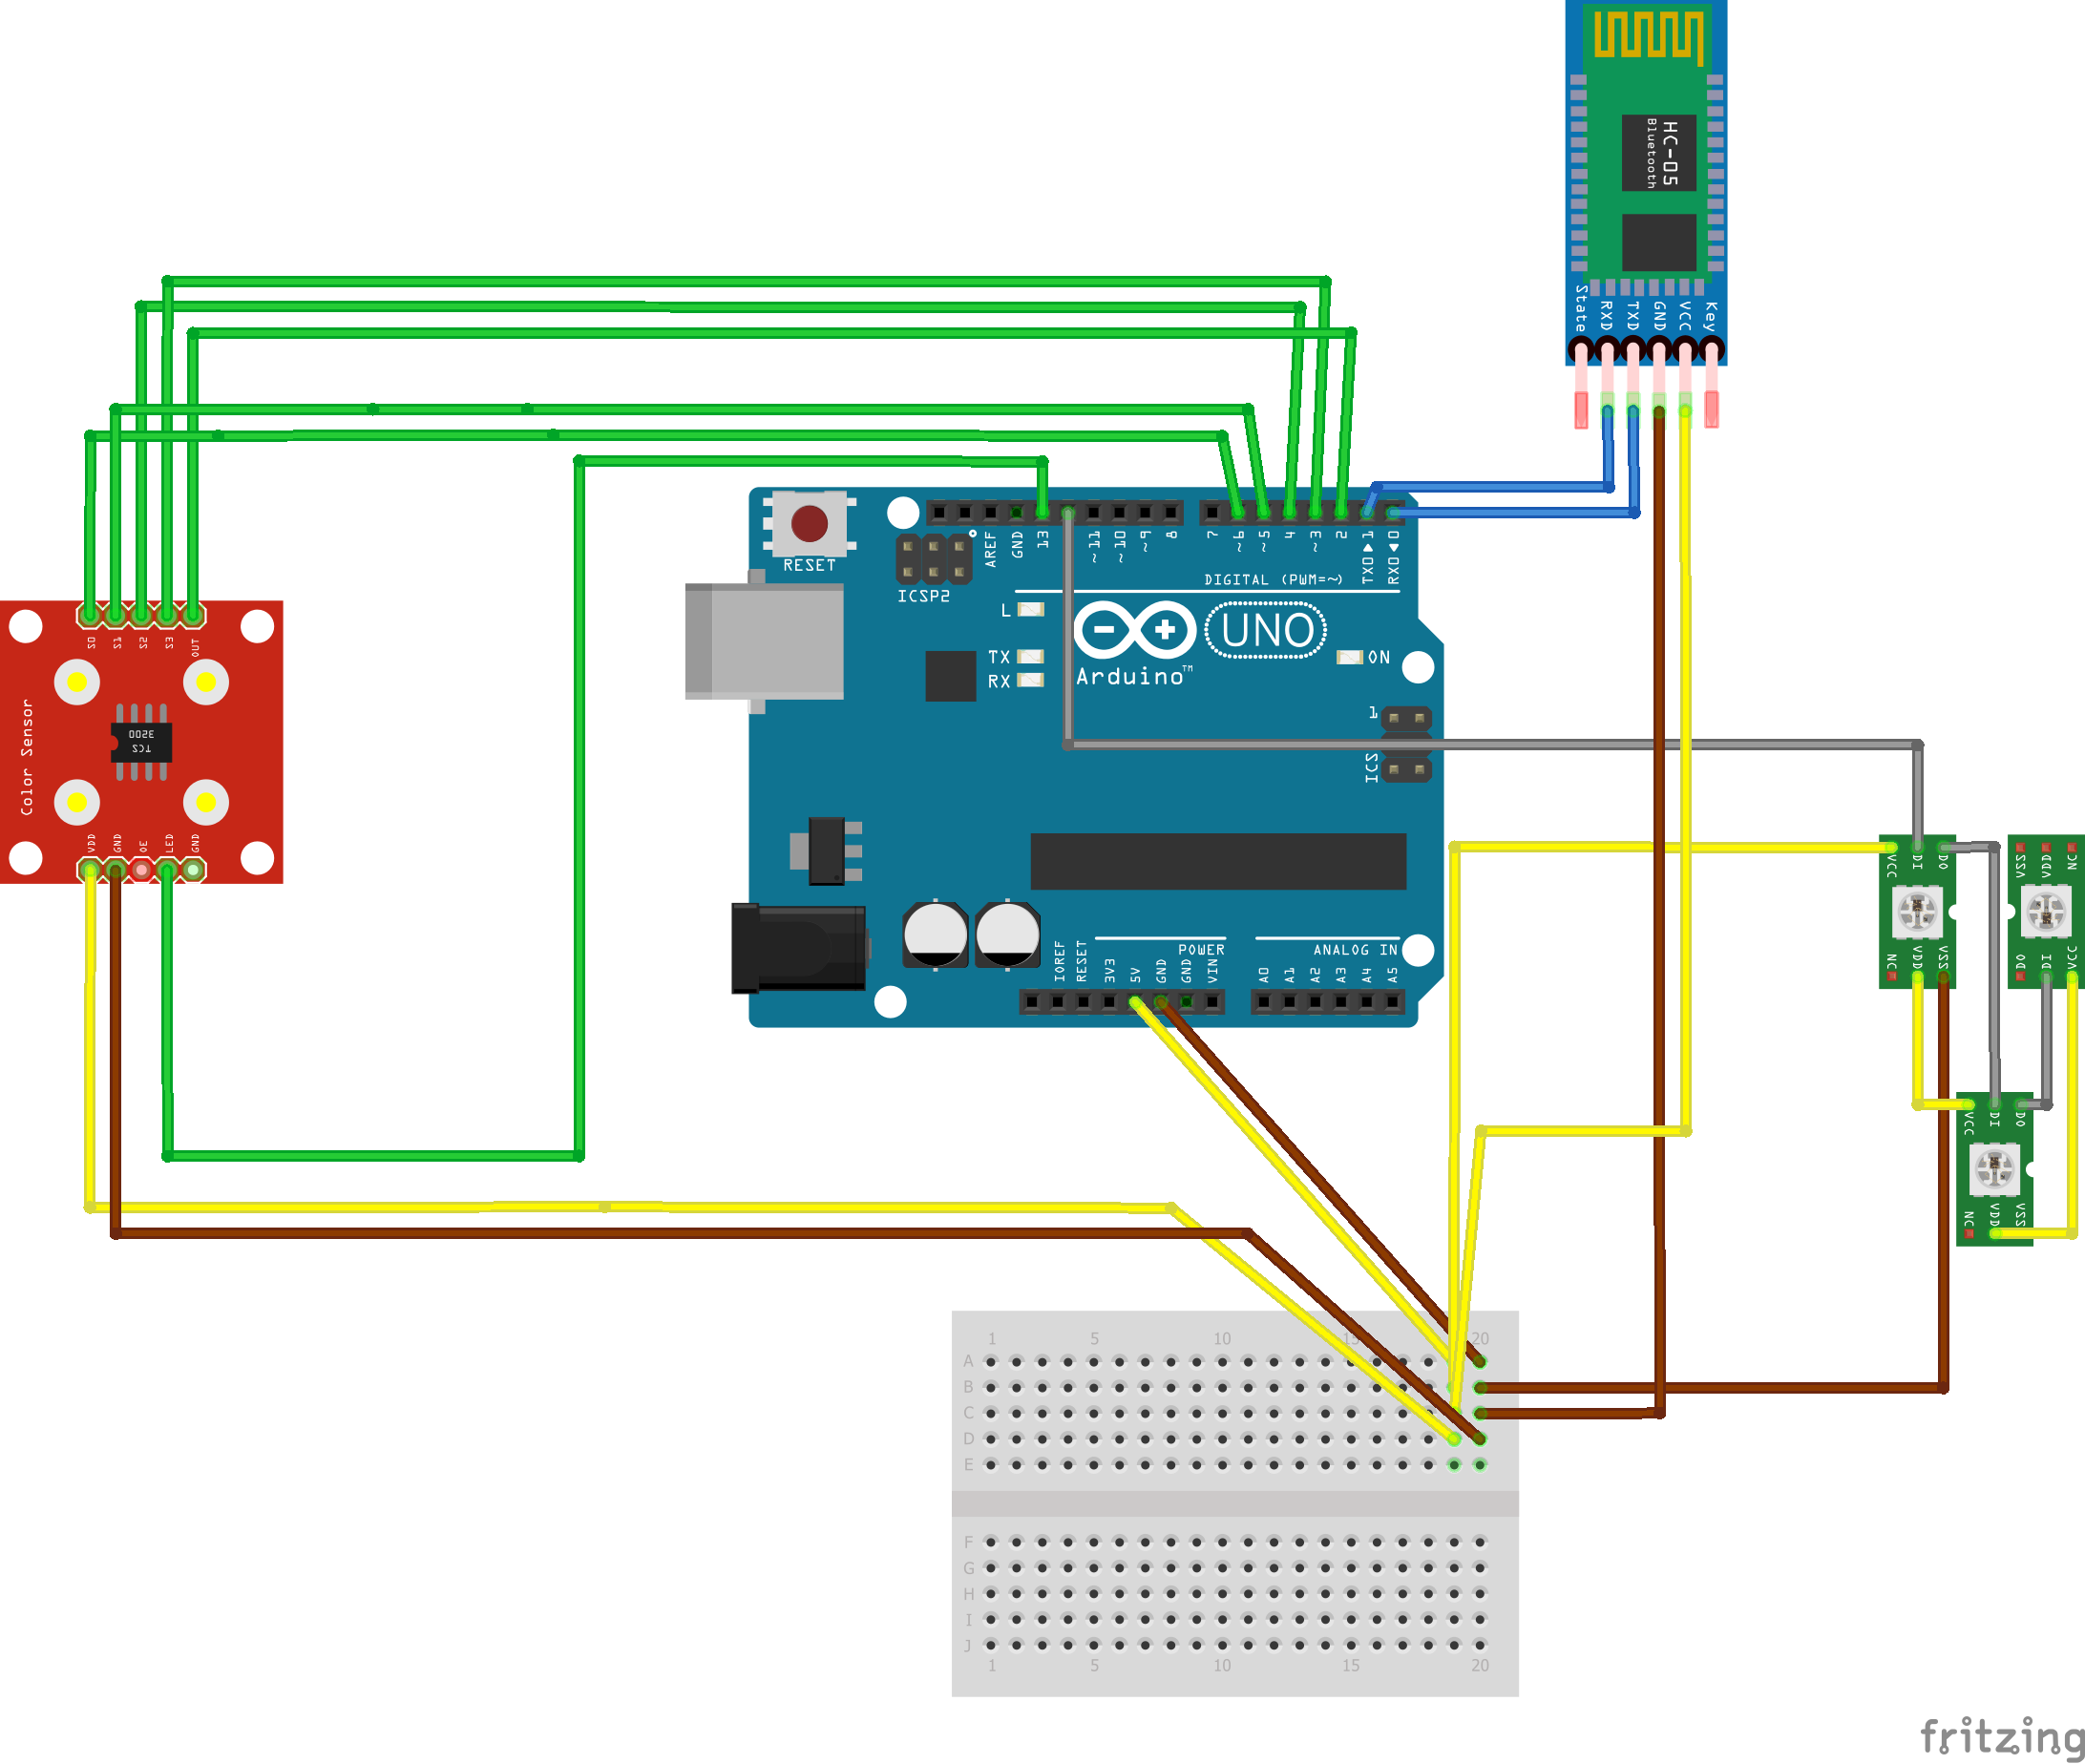 HC-05
Bluetooth
State
RXD
TXD
GND
VCC
Key
RESET
ICSP2
AREF
GND
13
~11
~10
~9
8
7
~6
~5
4
~3
2
TX0▶1
RX0◀0
DIGITAL (PWM=~)
L
TX
RX
UNO
ON
Arduino™
1
ICS
IOREF
RESET
3V3
5V
GND
GND
VIN
POWER
ANALOG IN
A0
A1
A2
A3
A4
A5
S0
S1
S2
S3
OUT
Color Sensor
TCS
3200
VDD
GND
OE
LED
GND
VCC
DI
DO
NC
VDD
VSS
VSS
VDD
NC
DO
DI
VCC
VCC
DI
DO
NC
VDD
VSS
1 5 10 15 20
A
B
C
D
E
F
G
H
I
J
1 5 10 15 20
fritzing